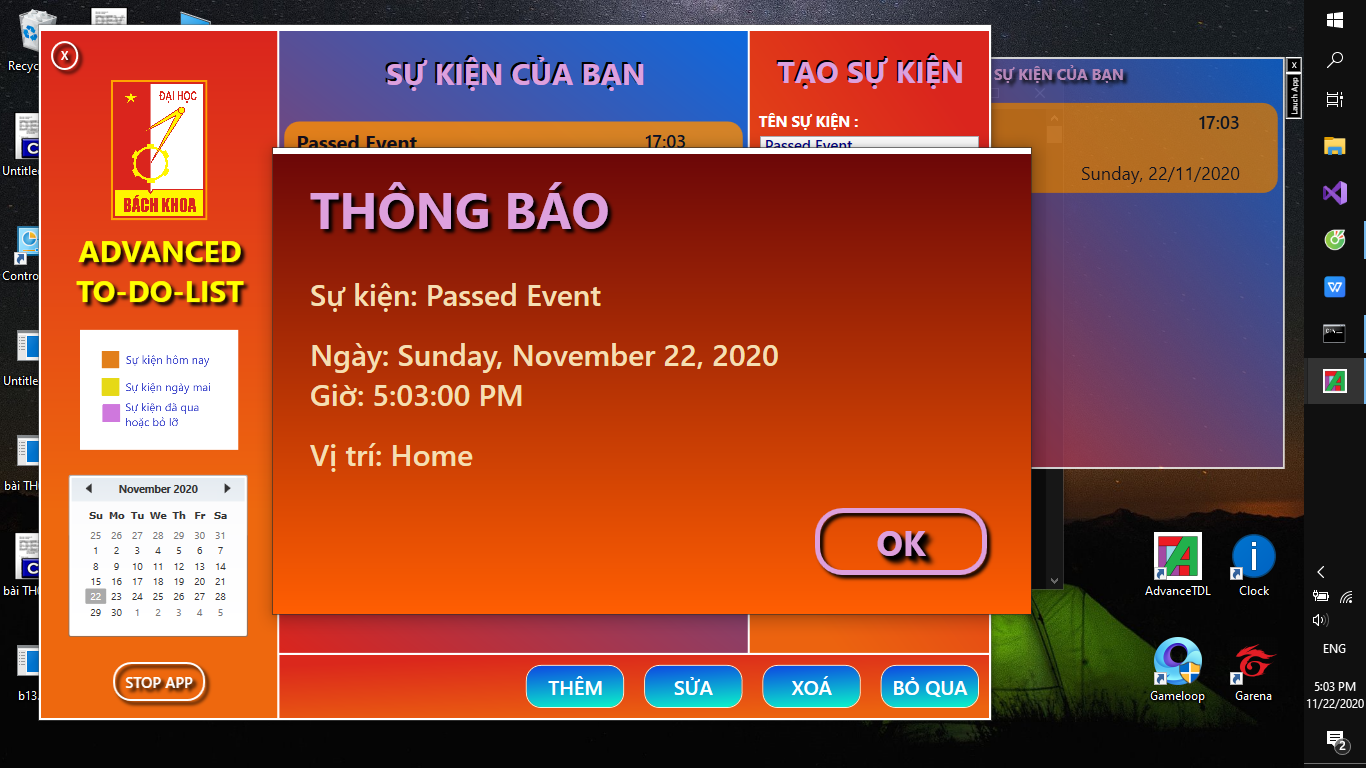 Recyc
X
ĐẠI HỌC
BÁCH KHOA
ADVANCED
TO-DO-LIST
Sự kiện hôm nay
Sự kiện ngày mai
Sự kiện đã qua
hoặc bỏ lỡ
November 2020
Su Mo Tu We Th Fr Sa
25 26 27 28 29 30 31
1 2 3 4 5 6 7
8 9 10 11 12 13 14
15 16 17 18 19 20 21
22 23 24 25 26 27 28
29 30 1 2 3 4 5
STOP APP
SỰ KIỆN CỦA BẠN
Passed Event 17:03
TẠO SỰ KIỆN
TÊN SỰ KIỆN :
Passed Event
THÔNG BÁO
Sự kiện: Passed Event
Ngày: Sunday, November 22, 2020
Giờ: 5:03:00 PM
Vị trí: Home
OK
THÊM SỬA XOÁ BỎ QUA
SỰ KIỆN CỦA BẠN
17:03
Sunday, 22/11/2020
X
Lauch App
Untitle
Contro
Untitle
bài TH
bài TH
b13.
AdvanceTDL
Clock
Gameloop
Garena
ENG
5:03 PM
11/22/2020
2